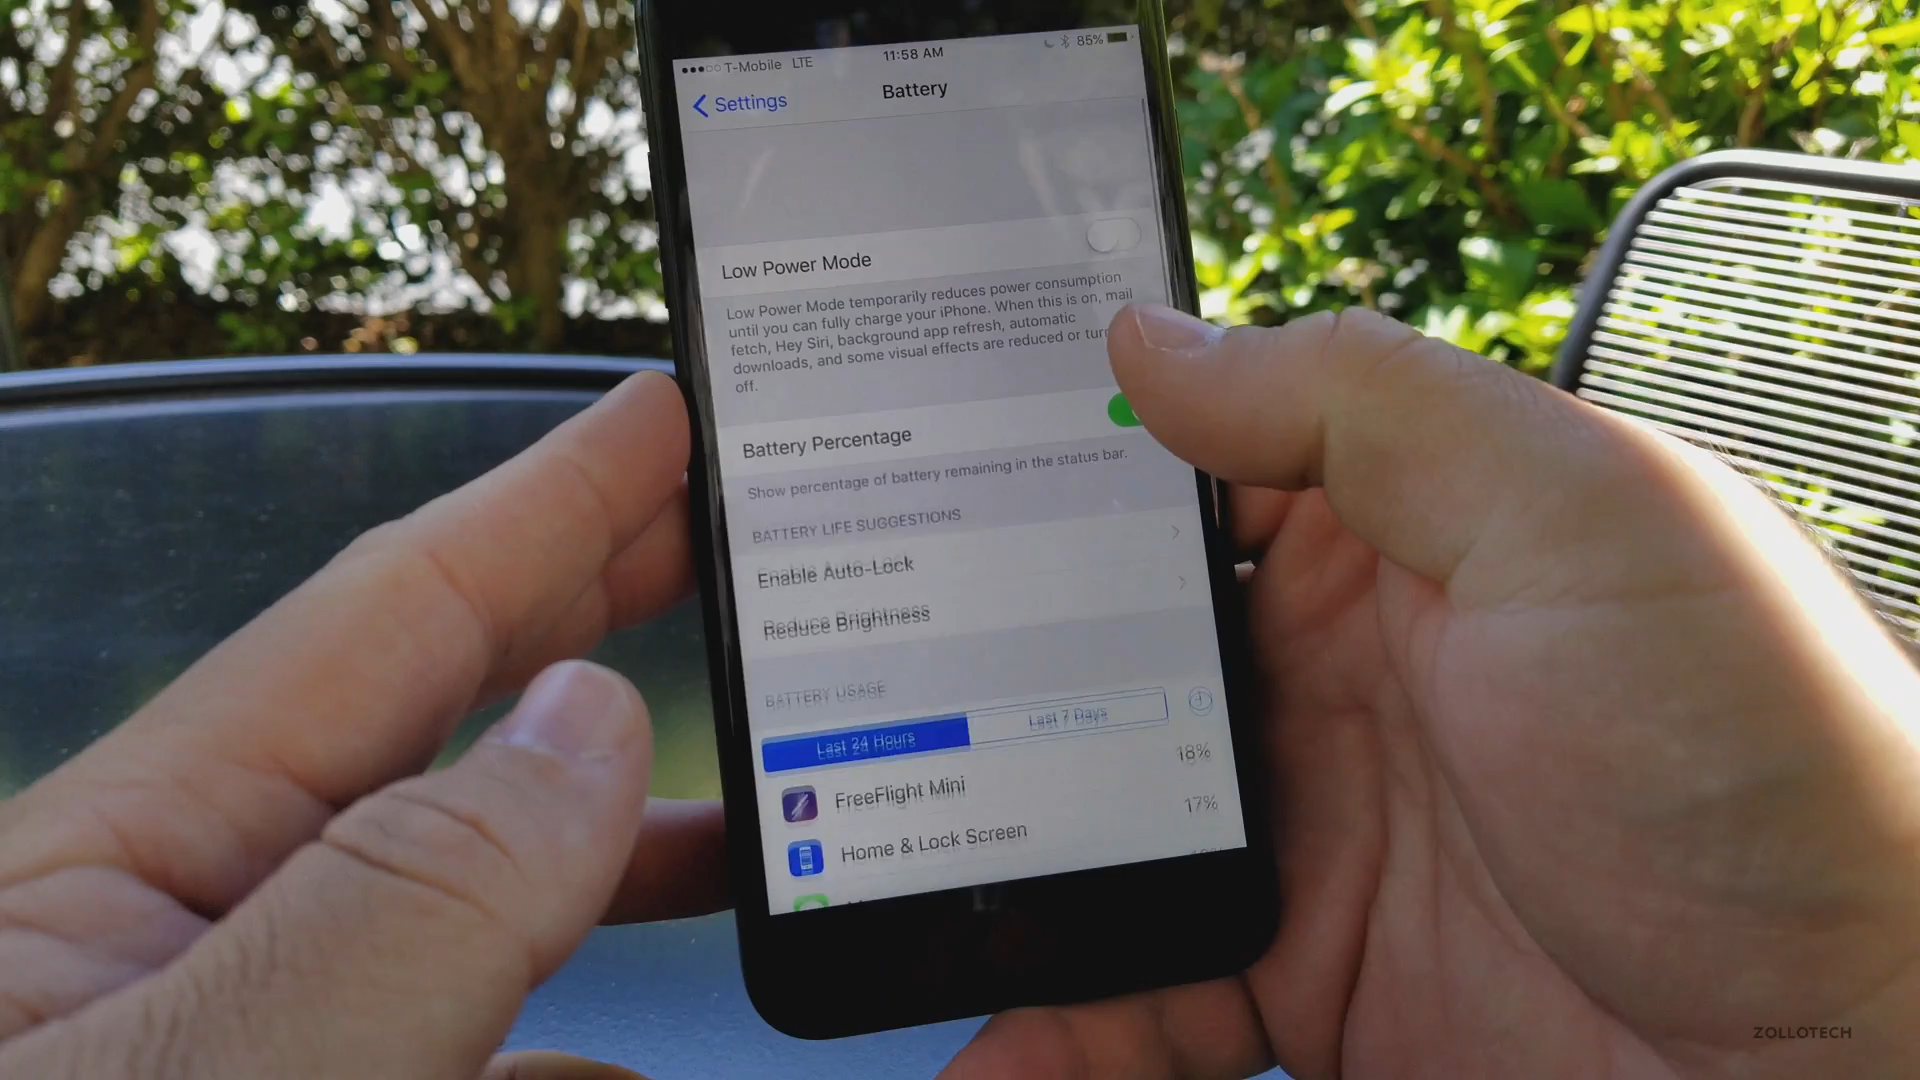 T-Mobile LTE 11:58 AM 85%
Settings Battery
Low Power Mode
Low Power Mode temporarily reduces power consumption
until you can fully charge your iPhone. When this is on, mail
fetch, Hey Siri, background app refresh, automatic
downloads, and some visual effects are reduced or
off.
Battery Percentage
Show percentage of battery remaining in the status bar.
BATTERY LIFE SUGGESTIONS
Enable Auto-Lock
Reduce Brightness
BATTERY USAGE
Last 24 Hours Last 7 Days
FreeFlight Mini 18%
Home & Lock Screen 17%
ZOLLOTECH